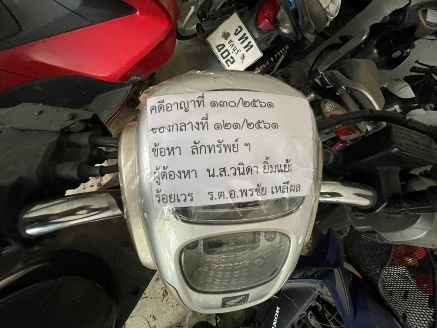 คดีอาญาที่ ๑๓๐/๒๕๖๑
ของกลางที่ ๑๒๑/๒๕๖๑
ข้อหา ลักทรัพย์ ฯ
ผู้ต้องหา น.ส.วนิดา ยิ้มแย้
ร้อยเวร ร.ต.อ.พรชัย เหลืผล
HONDA